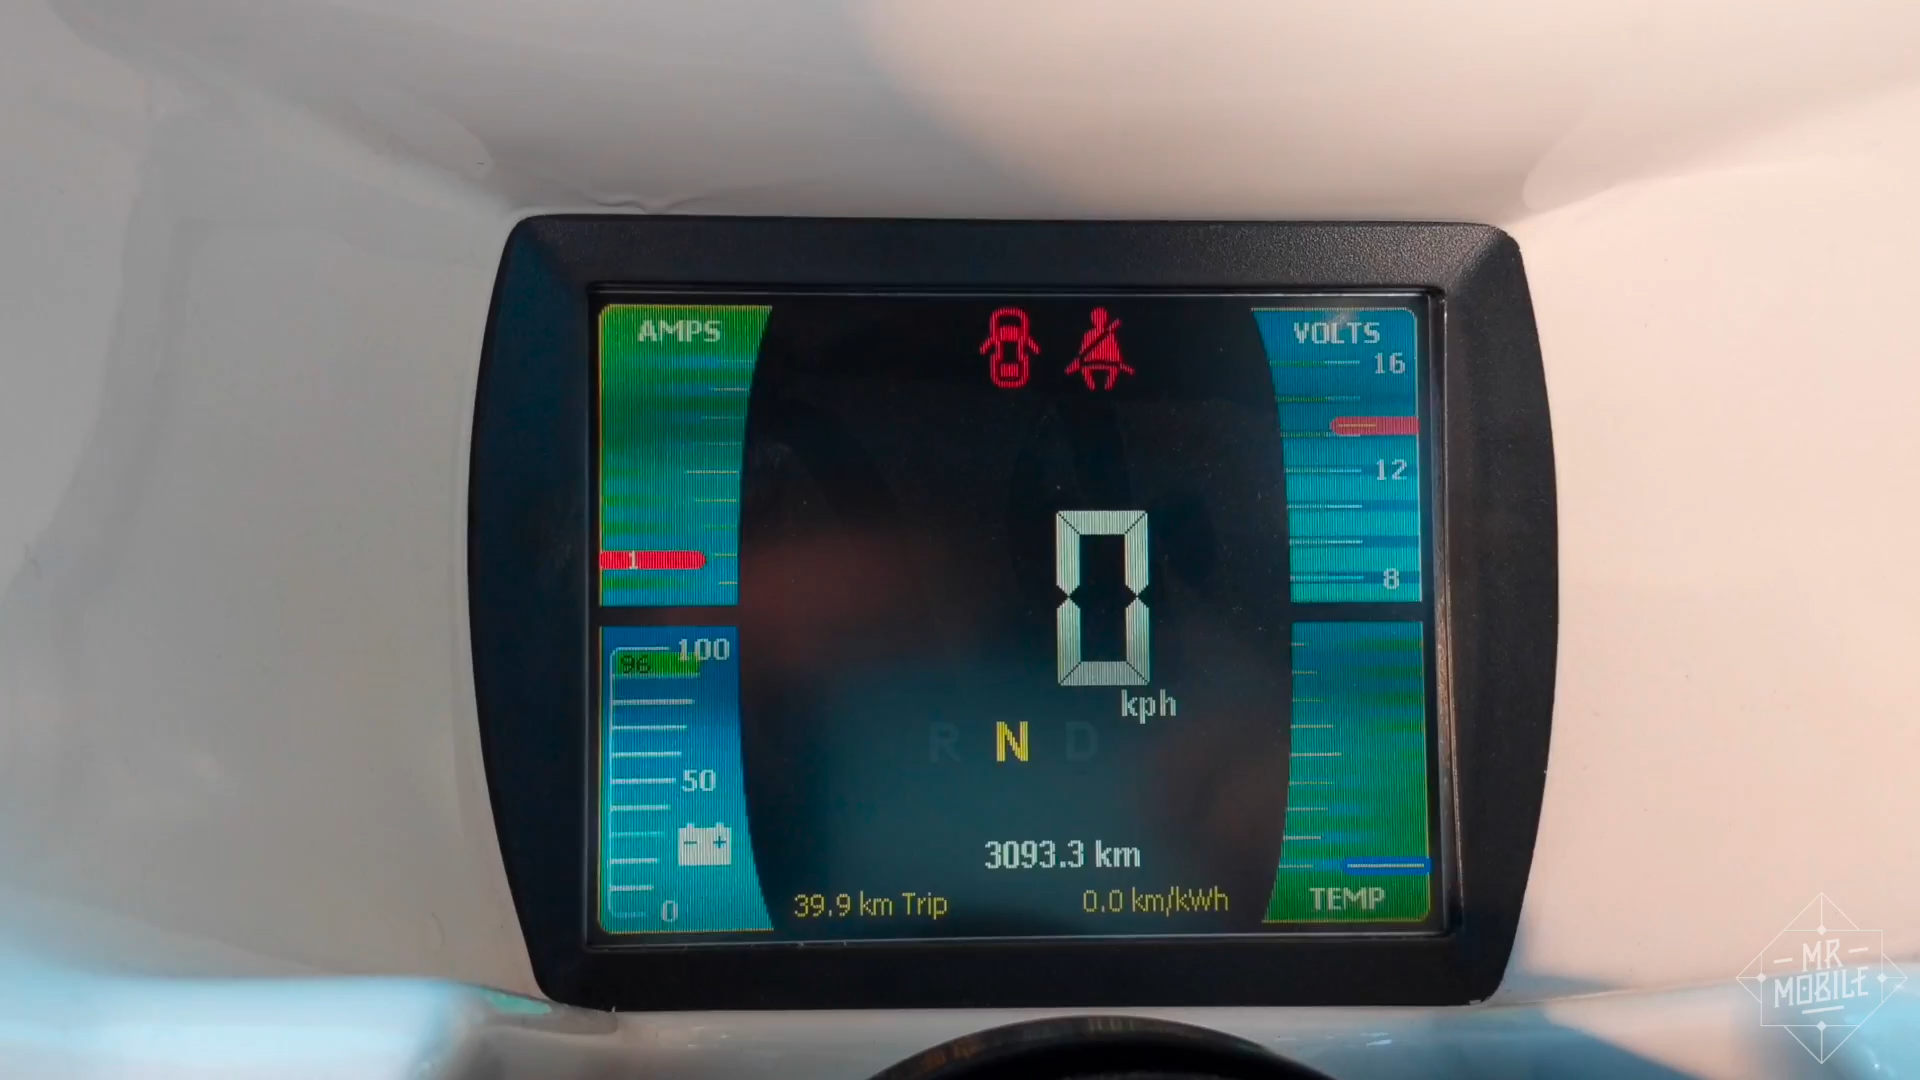 AMPS
1
VOLTS
16
12
8
0
kph
R N D
100
96
50
0
3093.3 km
39.9 km Trip
0.0 km/kWh
TEMP
MR
MOBILE